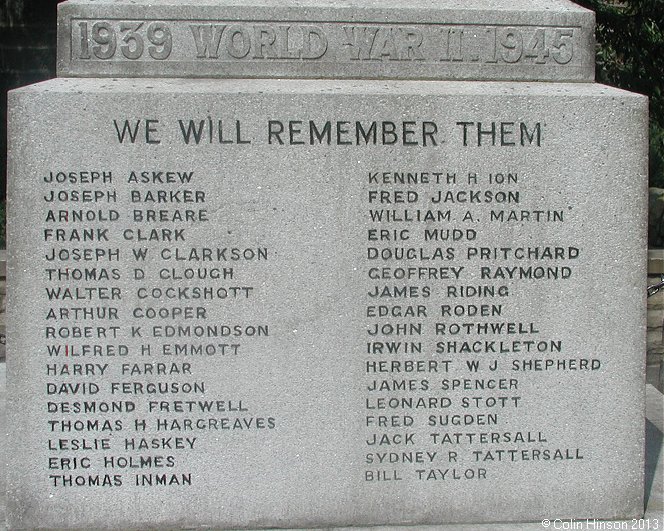 1939 WORLD WAR II. 1945
WE WILL REMEMBER THEM
JOSEPH ASKEW
JOSEPH BARKER
ARNOLD BREARE
FRANK CLARK
JOSEPH W CLARKSON
THOMAS D CLOUGH
WALTER COCKSHOTT
ARTHUR COOPER
ROBERT K EDMONDSON
WILFRED H EMMOTT
HARRY FARRAR
DAVID FERGUSON
DESMOND FRETWELL
THOMAS H HARGREAVES
LESLIE HASKEY
ERIC HOLMES
THOMAS INMAN
KENNETH H ION
FRED JACKSON
WILLIAM A. MARTIN
ERIC MUDD
DOUGLAS PRITCHARD
GEOFFREY RAYMOND
JAMES RIDING
EDGAR RODEN
JOHN ROTHWELL
IRWIN SHACKLETON
HERBERT W J SHEPHERD
JAMES SPENCER
LEONARD STOTT
FRED SUGDEN
JACK TATTERSALL
SYDNEY R TATTERSALL
BILL TAYLOR
©Colin Hinson 2013